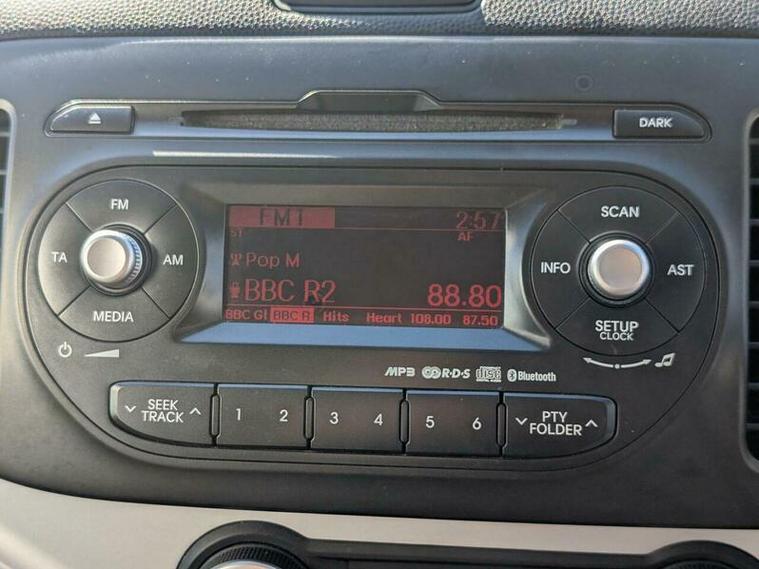 DARK
FM
TA
AM
MEDIA
FM1 2:57
ST AF
Pop M
BBC R2 88.80
BBC Gl BBC R Hits Heart 108.00 87.50
SCAN
INFO
AST
SETUP
CLOCK
MP3 R·D·S DISC Bluetooth
SEEK
TRACK
1 2 3 4 5 6
PTY
FOLDER